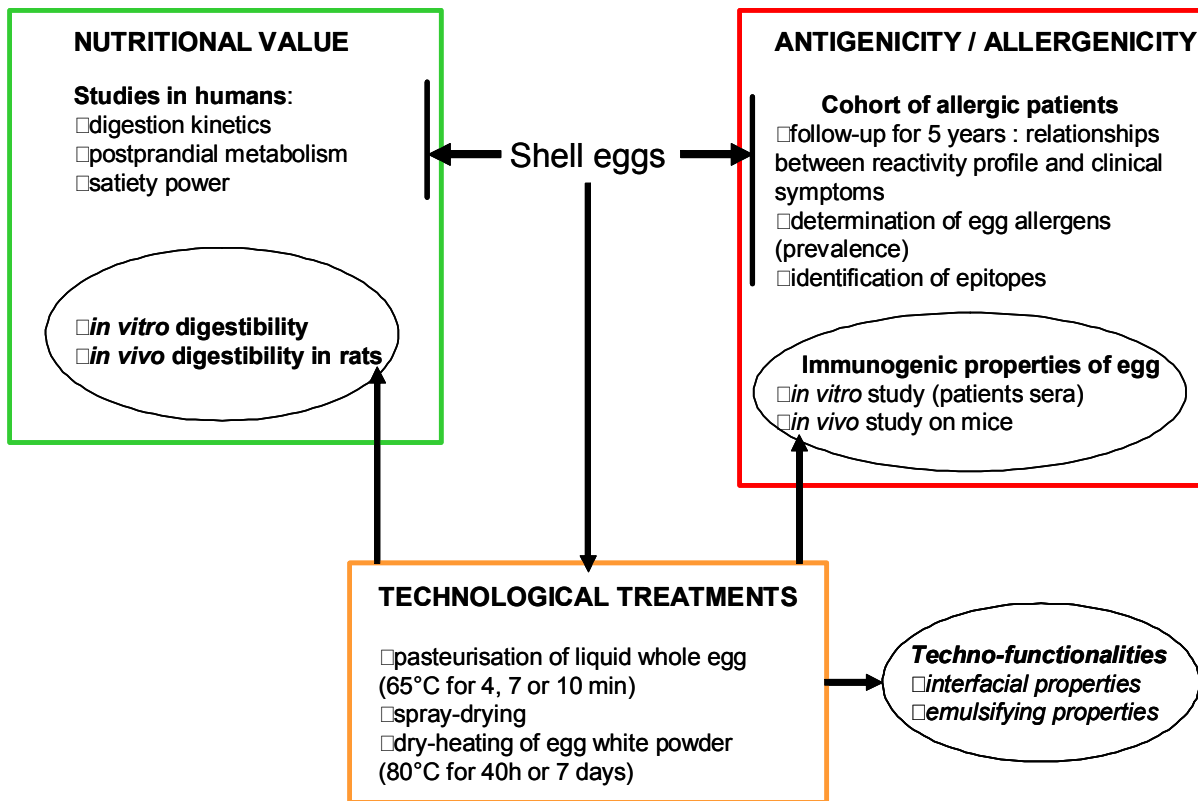 NUTRITIONAL VALUE
Studies in humans:
□digestion kinetics
□postprandial metabolism
□satiety power
□in vitro digestibility
□in vivo digestibility in rats
Shell eggs
ANTIGENICITY / ALLERGENICITY
Cohort of allergic patients
□follow-up for 5 years : relationships
between reactivity profile and clinical
symptoms
□determination of egg allergens
(prevalence)
□identification of epitopes
Immunogenic properties of egg
□in vitro study (patients sera)
□in vivo study on mice
TECHNOLOGICAL TREATMENTS
□pasteurisation of liquid whole egg
(65°C for 4, 7 or 10 min)
□spray-drying
□dry-heating of egg white powder
(80°C for 40h or 7 days)
Techno-functionalities
□interfacial properties
□emulsifying properties